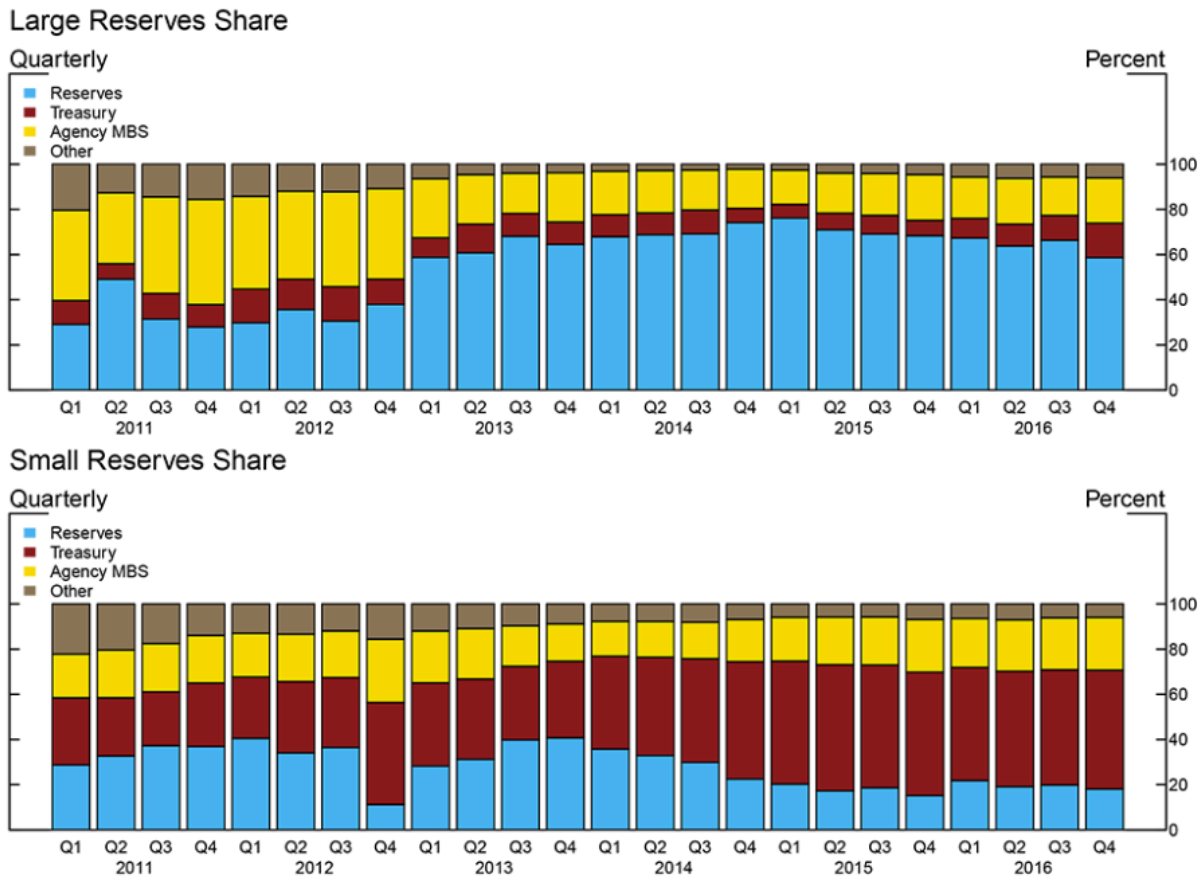 Large Reserves Share
Quarterly Percent
Reserves
Treasury
Agency MBS
Other
100
80
60
40
20
0
Q1 Q2 Q3 Q4 Q1 Q2 Q3 Q4 Q1 Q2 Q3 Q4 Q1 Q2 Q3 Q4 Q1 Q2 Q3 Q4 Q1 Q2 Q3 Q4
2011 2012 2013 2014 2015 2016
Small Reserves Share
Quarterly Percent
Reserves
Treasury
Agency MBS
Other
100
80
60
40
20
0
Q1 Q2 Q3 Q4 Q1 Q2 Q3 Q4 Q1 Q2 Q3 Q4 Q1 Q2 Q3 Q4 Q1 Q2 Q3 Q4 Q1 Q2 Q3 Q4
2011 2012 2013 2014 2015 2016